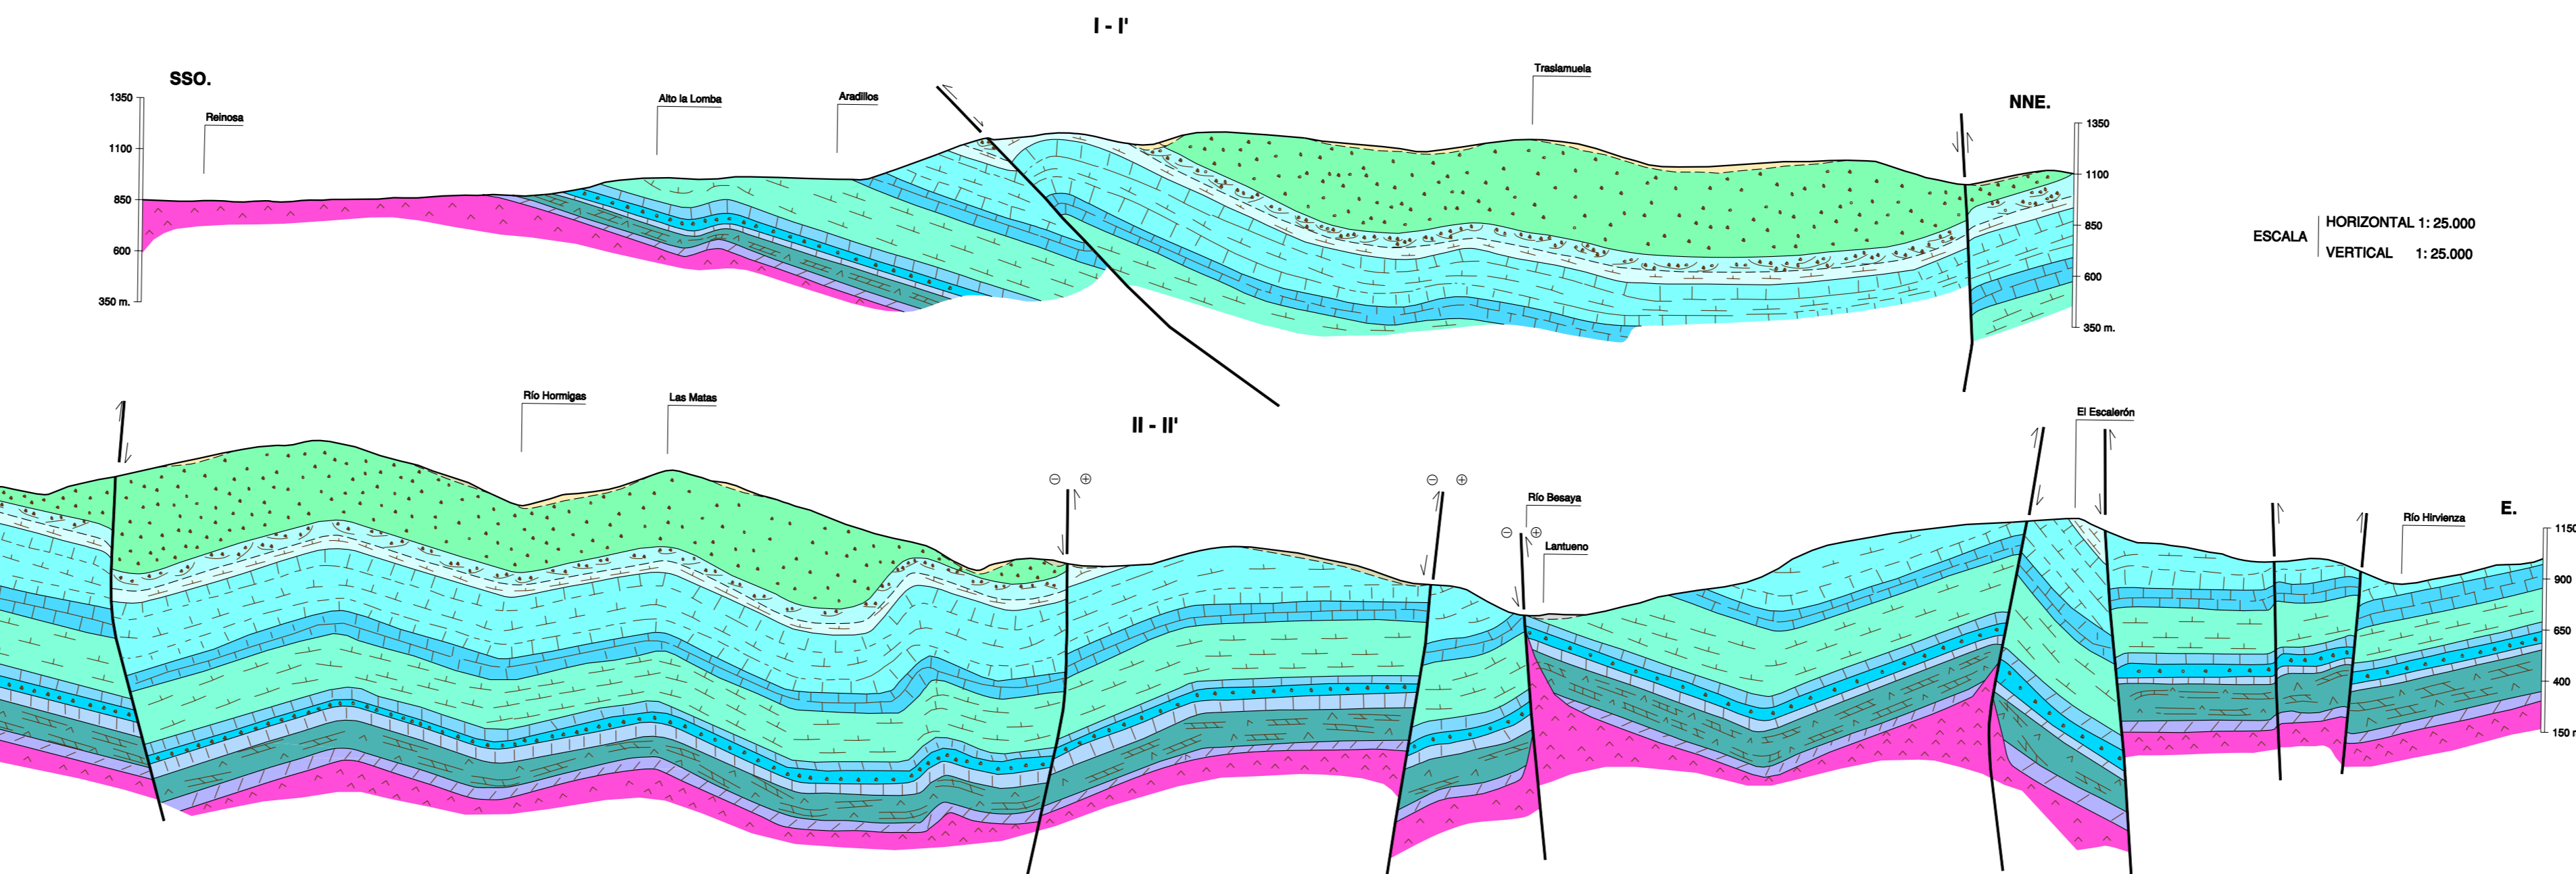 I - I'
SSO.
NNE.
Reinosa
Alto la Lomba
Aradillos
Traslamuela
1350
1100
850
600
350 m.
1350
1100
850
600
350 m.
ESCALA
HORIZONTAL 1: 25.000
VERTICAL 1: 25.000
II - II'
Río Hormigas
Las Matas
Río Besaya
Lantueno
El Escalerón
Río Hirvienza
E.
1150
900
650
400
150 m